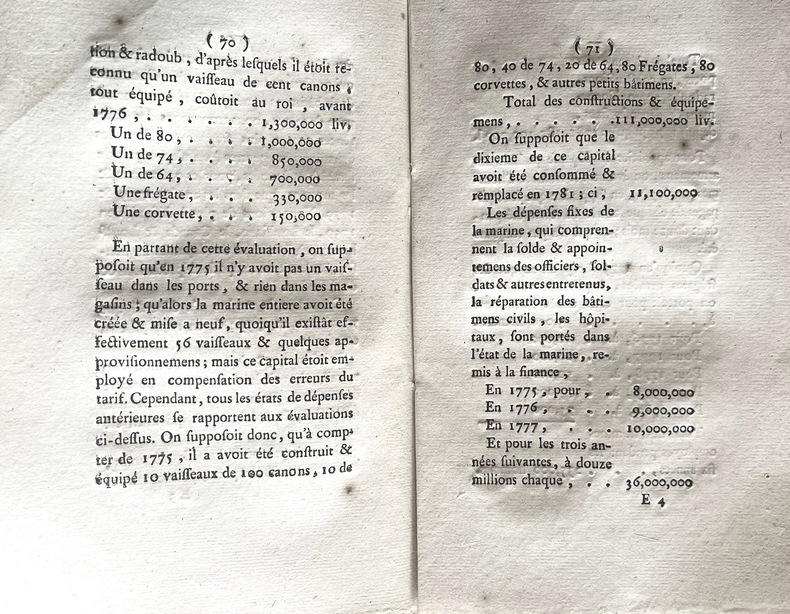 ( 70 )
tion & radoub, d'après leſquels il étoit re-
connu qu'un vaiſſeau de cent canons,
tout équipé, coûtoit au roi, avant
1776, . . . . . . . 1,300,000 liv.
Un de 80, . . . . 1,000,000
Un de 74, . . . . 850,000
Un de 64, . . . . 700,000
Une frégate, . . . 330,000
Une corvette, . . . 150,000
En partant de cette évaluation, on ſup-
poſoit qu'en 1775 il n'y avoit pas un vaiſ-
ſeau dans les ports, & rien dans les ma-
gaſins; qu'alors la marine entiere avoit été
créée & miſe a neuf, quoiqu'il exiſtât ef-
fectivement 56 vaiſſeaux & quelques ap-
proviſionnemens; mais ce capital étoit em-
ployé en compenſation des erreurs du
tarif. Cependant, tous les états de dépenſes
antérieures ſe rapportent aux évaluations
ci-deſſus. On ſuppoſoit donc, qu'à comp-
ter de 1775, il a avoit été conſtruit &
équipé 10 vaiſſeaux de 100 canons, 10 de
( 71 )
80, 40 de 74, 20 de 64, 80 Frégates, 80
corvettes, & autres petits bâtimens.
Total des conſtructions & équipe-
mens, . . . . . . 111,000,000 liv.
On ſuppoſoit que le
dixieme de ce capital
avoit été conſommé &
remplacé en 1781; ci, 11,100,000
Les dépenſes fixes de
la marine, qui compren-
nent la ſolde & appoin-
temens des officiers, ſol-
dats & autres entretenus,
la réparation des bâti-
mens civils, les hôpi-
taux, ſont portés dans
l'état de la marine, re-
mis à la finance,
En 1775, pour, . . 8,000,000
En 1776, . . . 9,000,000
En 1777, . . . 10,000,000
Et pour les trois an-
nées ſuivantes, à douze
millions chaque, . . 36,000,000
E 4